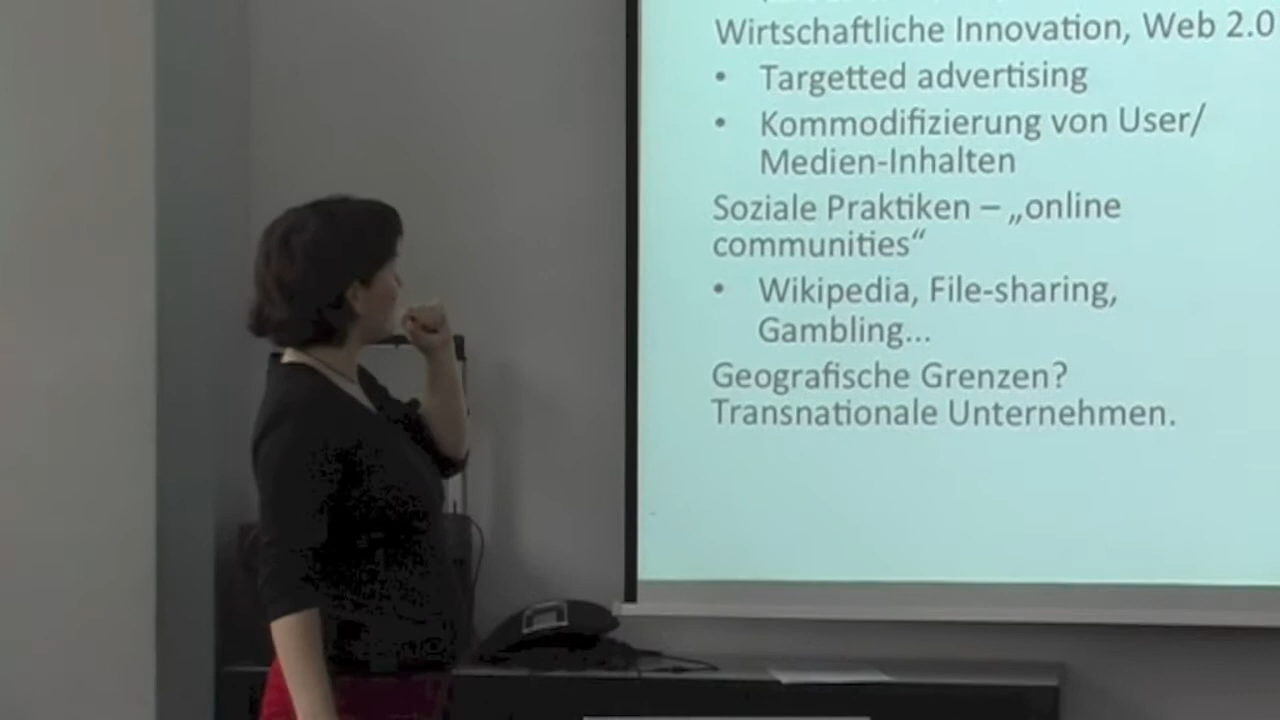 Wirtschaftliche Innovation, Web 2.0
• Targetted advertising
• Kommodifizierung von User/
Medien-Inhalten
Soziale Praktiken – „online
communities“
• Wikipedia, File-sharing,
Gambling...
Geografische Grenzen?
Transnationale Unternehmen.